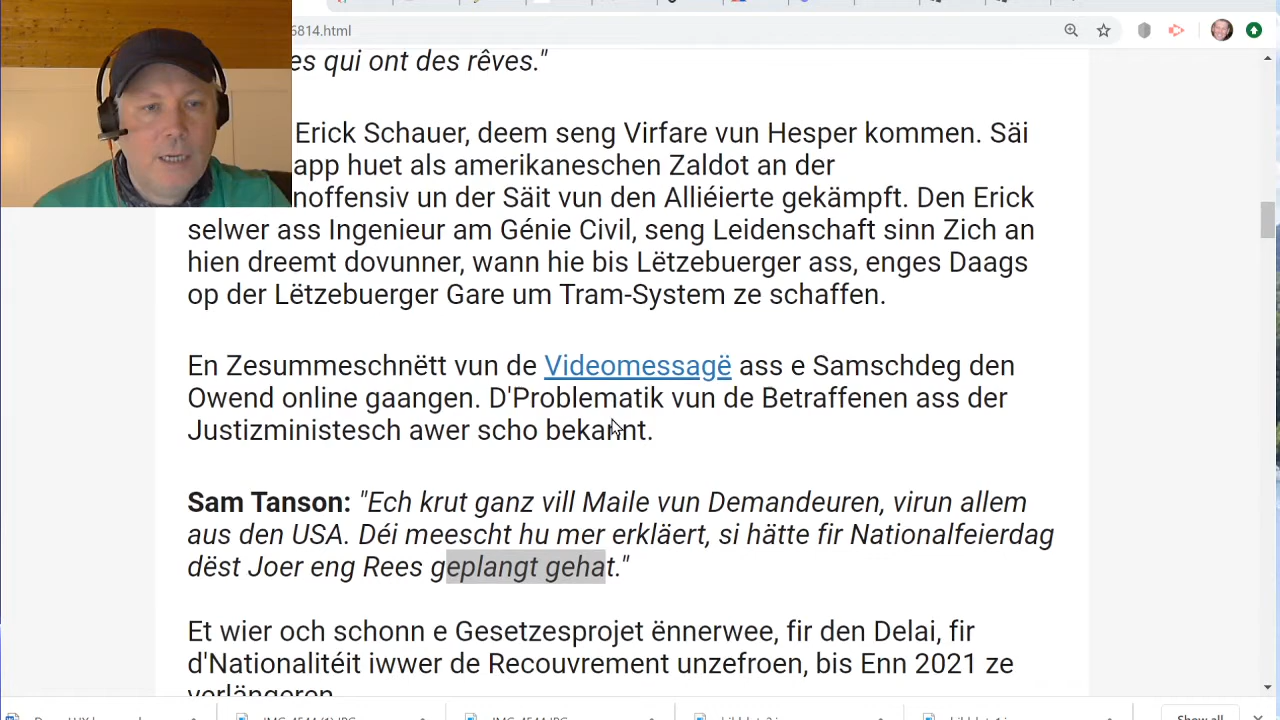 6814.html
es qui ont des rêves."
Erick Schauer, deem seng Virfare vun Hesper kommen. Säi
app huet als amerikaneschen Zaldot an der
noffensiv un der Säit vun den Alliéierte gekämpft. Den Erick
selwer ass Ingenieur am Génie Civil, seng Leidenschaft sinn Zich an
hien dreemt dovunner, wann hie bis Lëtzebuerger ass, enges Daags
op der Lëtzebuerger Gare um Tram-System ze schaffen.
En Zesummeschnëtt vun de Videomessagë ass e Samschdeg den
Owend online gaangen. D'Problematik vun de Betraffenen ass der
Justizministesch awer scho bekannt.
Sam Tanson: "Ech krut ganz vill Maile vun Demandeuren, virun allem
aus den USA. Déi meescht hu mer erkläert, si hätte fir Nationalfeierdag
dëst Joer eng Rees geplangt gehat."
Et wier och schonn e Gesetzesprojet ënnerwee, fir den Delai, fir
d'Nationalitéit iwwer de Recouvrement unzefroen, bis Enn 2021 ze
verlängeren
Show all